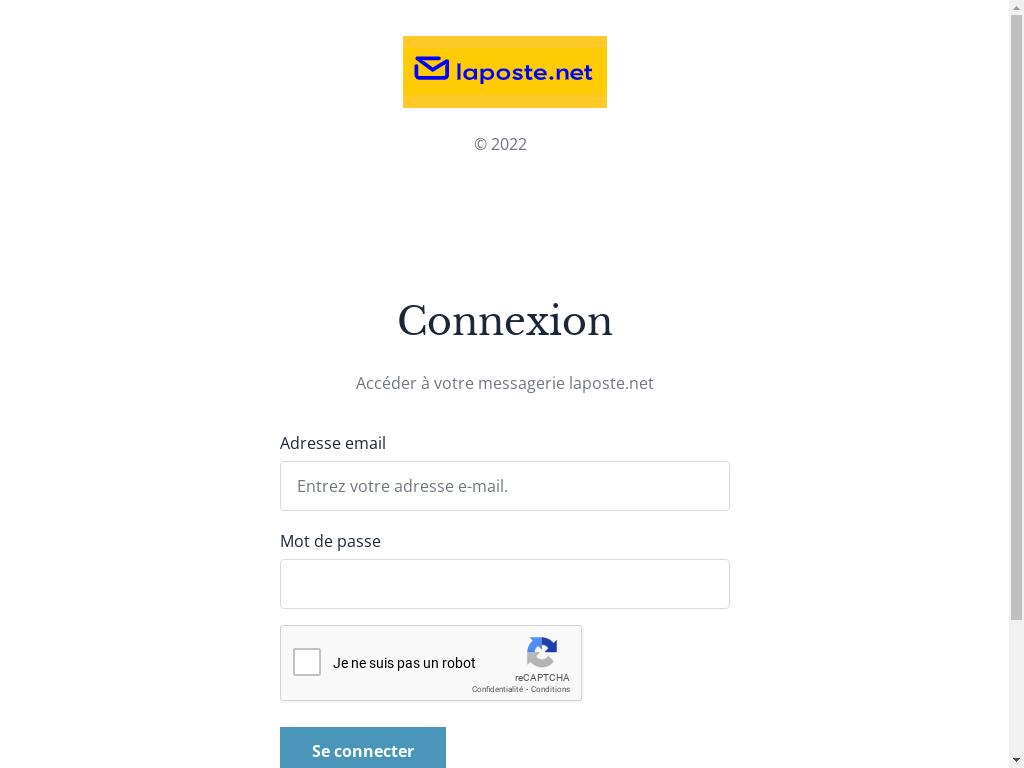 laposte.net
© 2022
Connexion
Accéder à votre messagerie laposte.net
Adresse email
Entrez votre adresse e-mail.
Mot de passe
Je ne suis pas un robot
reCAPTCHA
Confidentialité - Conditions
Se connecter